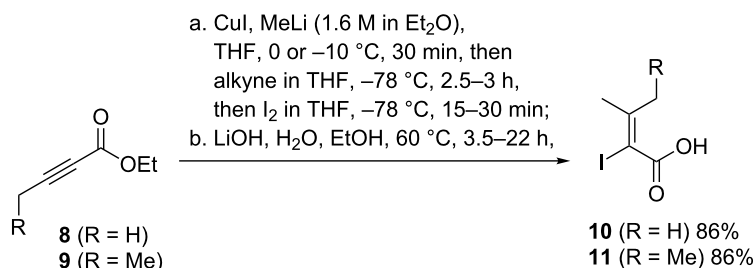 a. CuI, MeLi (1.6 M in Et₂O),
THF, 0 or –10 °C, 30 min, then
alkyne in THF, –78 °C, 2.5–3 h,
then I₂ in THF, –78 °C, 15–30 min;
b. LiOH, H₂O, EtOH, 60 °C, 3.5–22 h,
O
OEt
R
8 (R = H)
9 (R = Me)
R
I
OH
O
10 (R = H) 86%
11 (R = Me) 86%